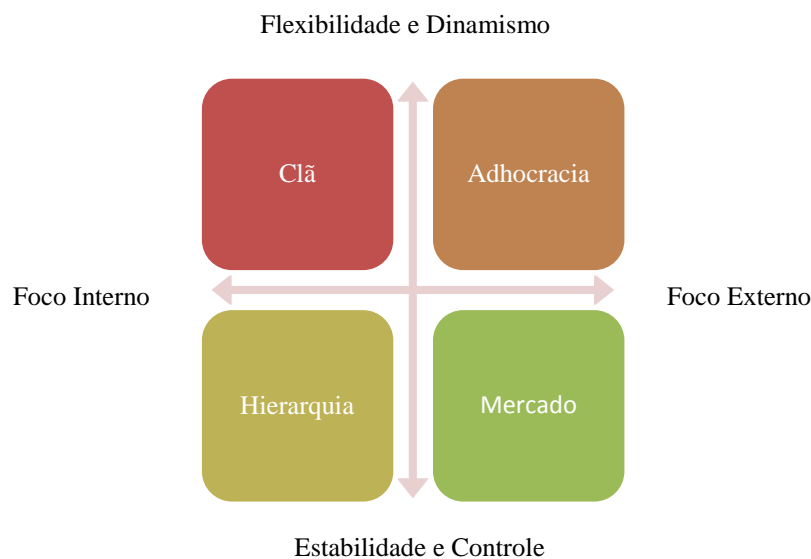 Flexibilidade e Dinamismo
Clã
Adhocracia
Foco Interno
Foco Externo
Hierarquia
Mercado
Estabilidade e Controle